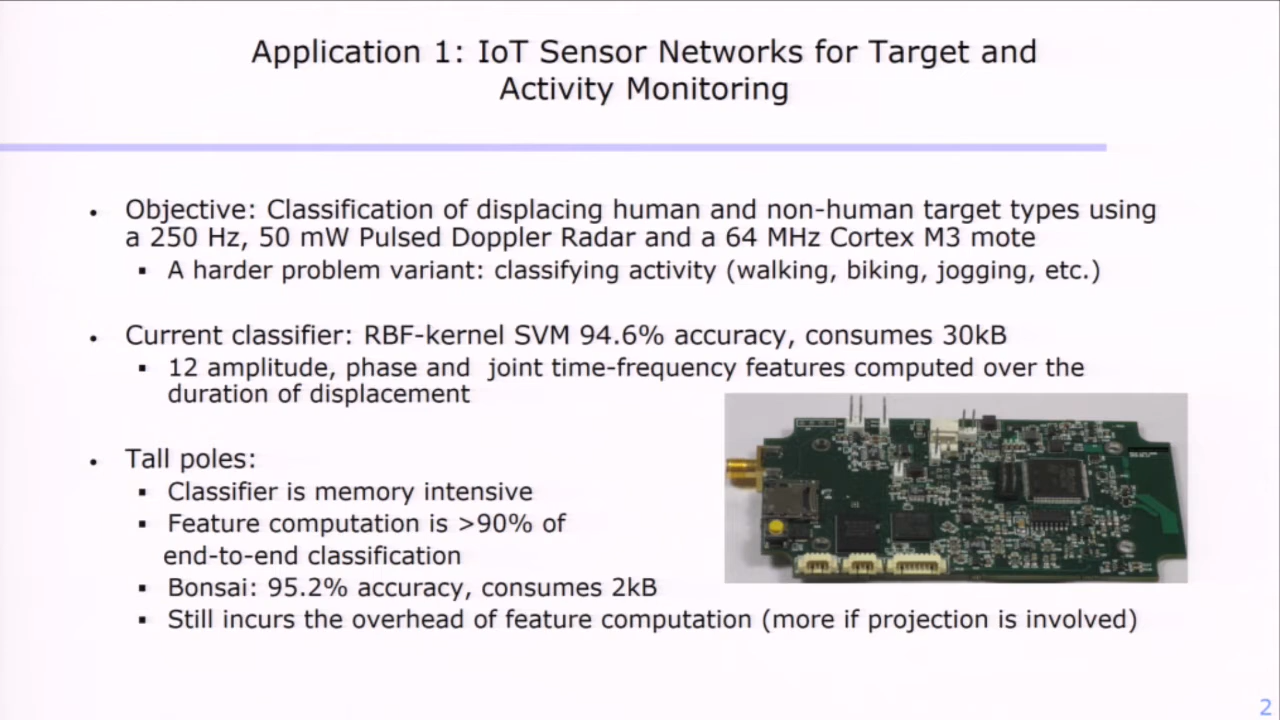 Application 1: IoT Sensor Networks for Target and
Activity Monitoring
• Objective: Classification of displacing human and non-human target types using
a 250 Hz, 50 mW Pulsed Doppler Radar and a 64 MHz Cortex M3 mote
▪ A harder problem variant: classifying activity (walking, biking, jogging, etc.)
• Current classifier: RBF-kernel SVM 94.6% accuracy, consumes 30kB
▪ 12 amplitude, phase and joint time-frequency features computed over the
duration of displacement
• Tall poles:
▪ Classifier is memory intensive
▪ Feature computation is >90% of
end-to-end classification
▪ Bonsai: 95.2% accuracy, consumes 2kB
▪ Still incurs the overhead of feature computation (more if projection is involved)
2